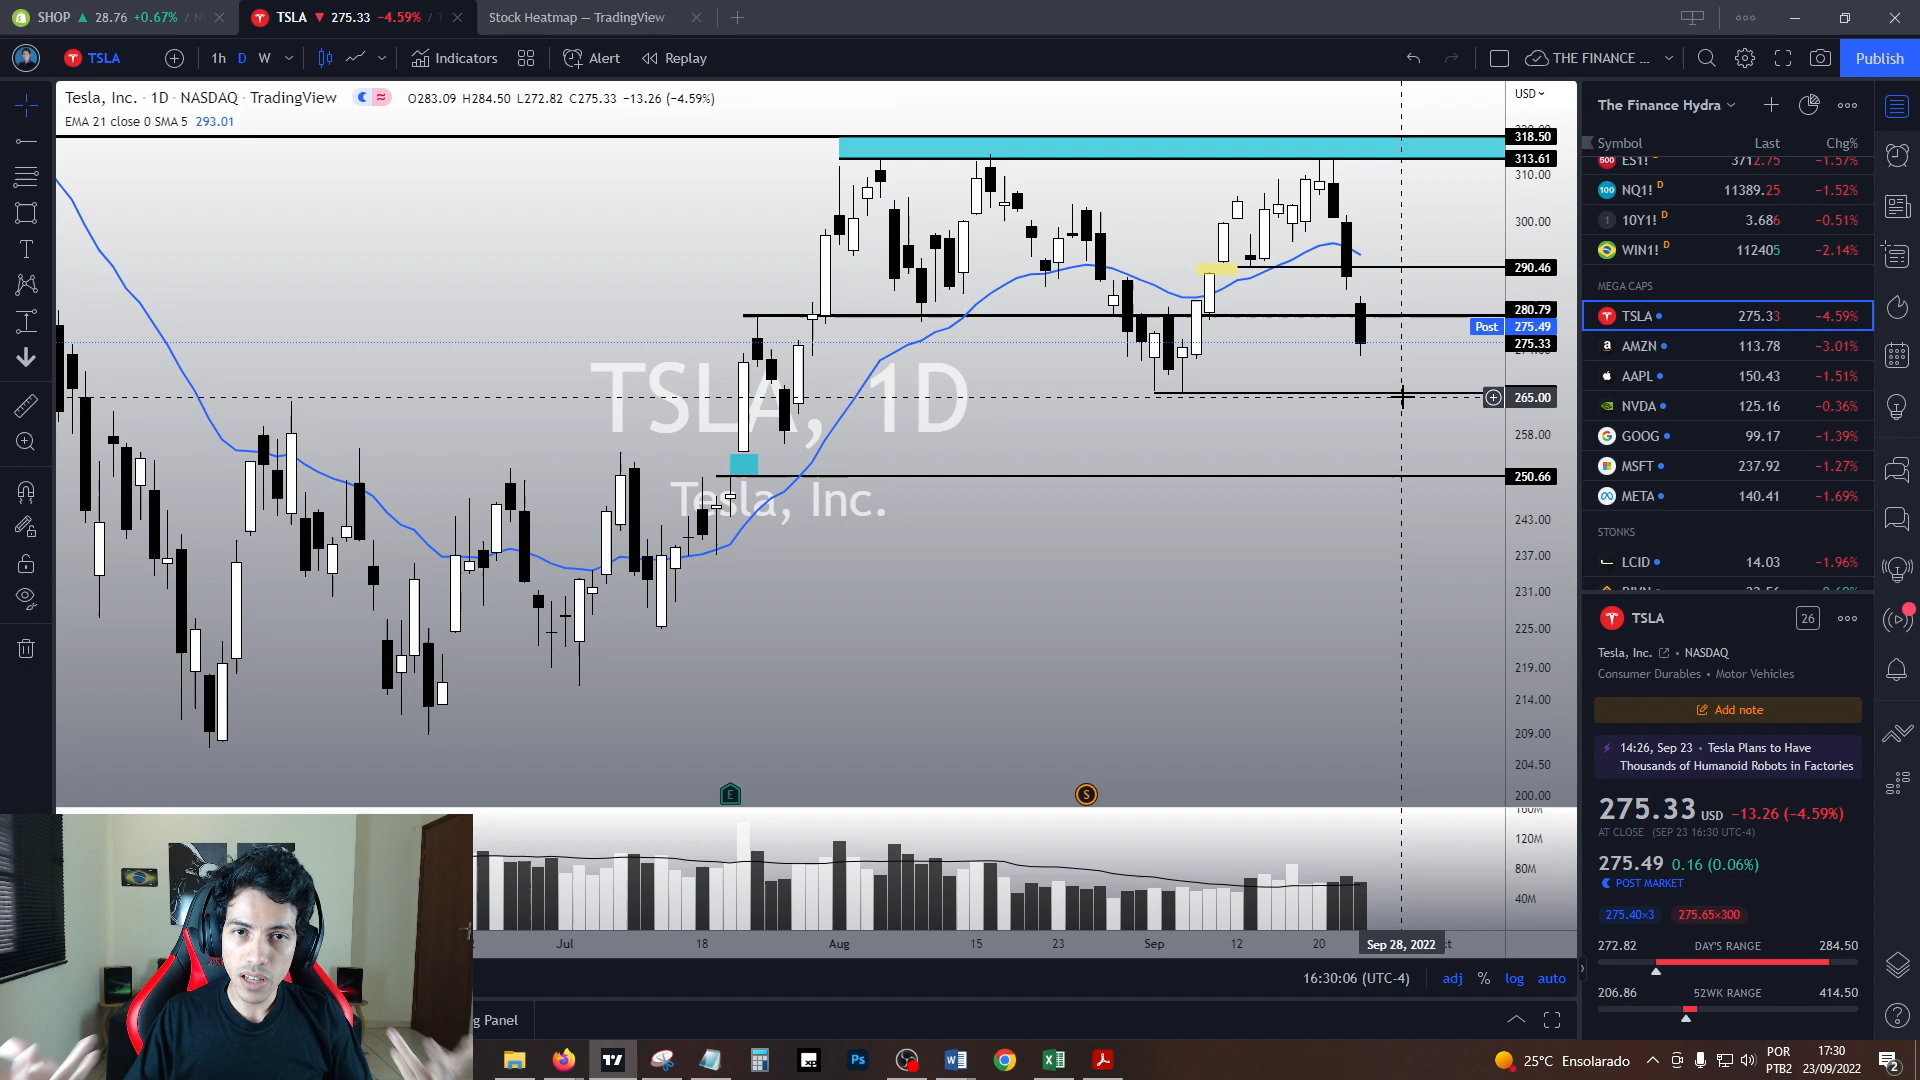 SHOP ▲ 28.76 +0.67%
TSLA ▼ 275.33 −4.59%
Stock Heatmap — TradingView
TSLA
1h D W
Indicators
Alert
Replay
THE FINANCE ...
Publish
Tesla, Inc. · 1D · NASDAQ · TradingView
O283.09 H284.50 L272.82 C275.33 −13.26 (−4.59%)
EMA 21 close 0 SMA 5 293.01
TSLA, 1D
Tesla, Inc.
USD
318.50
313.61
310.00
300.00
290.46
280.79
Post 275.49
275.33
265.00
258.00
250.66
243.00
237.00
231.00
225.00
219.00
214.00
209.00
204.50
200.00
E
S
120M
80M
40M
Jul
18
Aug
15
23
Sep
12
20
Sep 28, 2022
16:30:06 (UTC-4)
adj % log auto
g Panel
The Finance Hydra
Symbol Last Chg%
ES1! 3712.75 −1.57%
NQ1! D 11389.25 −1.52%
10Y1! D 3.686 −0.51%
WIN1! D 112405 −2.14%
MEGA CAPS
TSLA 275.33 −4.59%
AMZN 113.78 −3.01%
AAPL 150.43 −1.51%
NVDA 125.16 −0.36%
GOOG 99.17 −1.39%
MSFT 237.92 −1.27%
META 140.41 −1.69%
STONKS
LCID 14.03 −1.96%
TSLA
26
Tesla, Inc. • NASDAQ
Consumer Durables • Motor Vehicles
Add note
14:26, Sep 23 • Tesla Plans to Have
Thousands of Humanoid Robots in Factories
275.33 USD −13.26 (−4.59%)
AT CLOSE (SEP 23 16:30 UTC-4)
275.49 0.16 (0.06%)
POST MARKET
275.40×3 275.65×300
272.82 DAY'S RANGE 284.50
206.86 52WK RANGE 414.50
25°C Ensolarado
POR
PTB2
17:30
23/09/2022
2